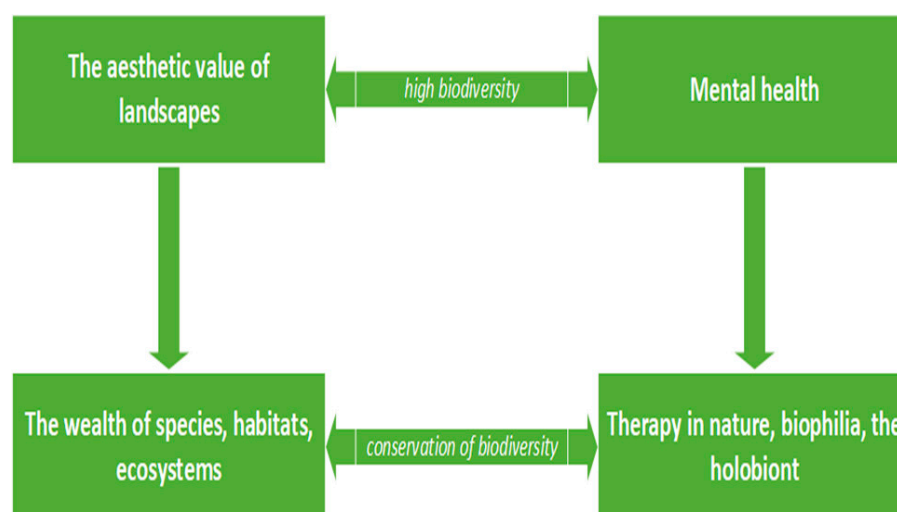 The aesthetic value of
landscapes
high biodiversity
Mental health
The wealth of species, habitats,
ecosystems
conservation of biodiversity
Therapy in nature, biophilia, the
holobiont